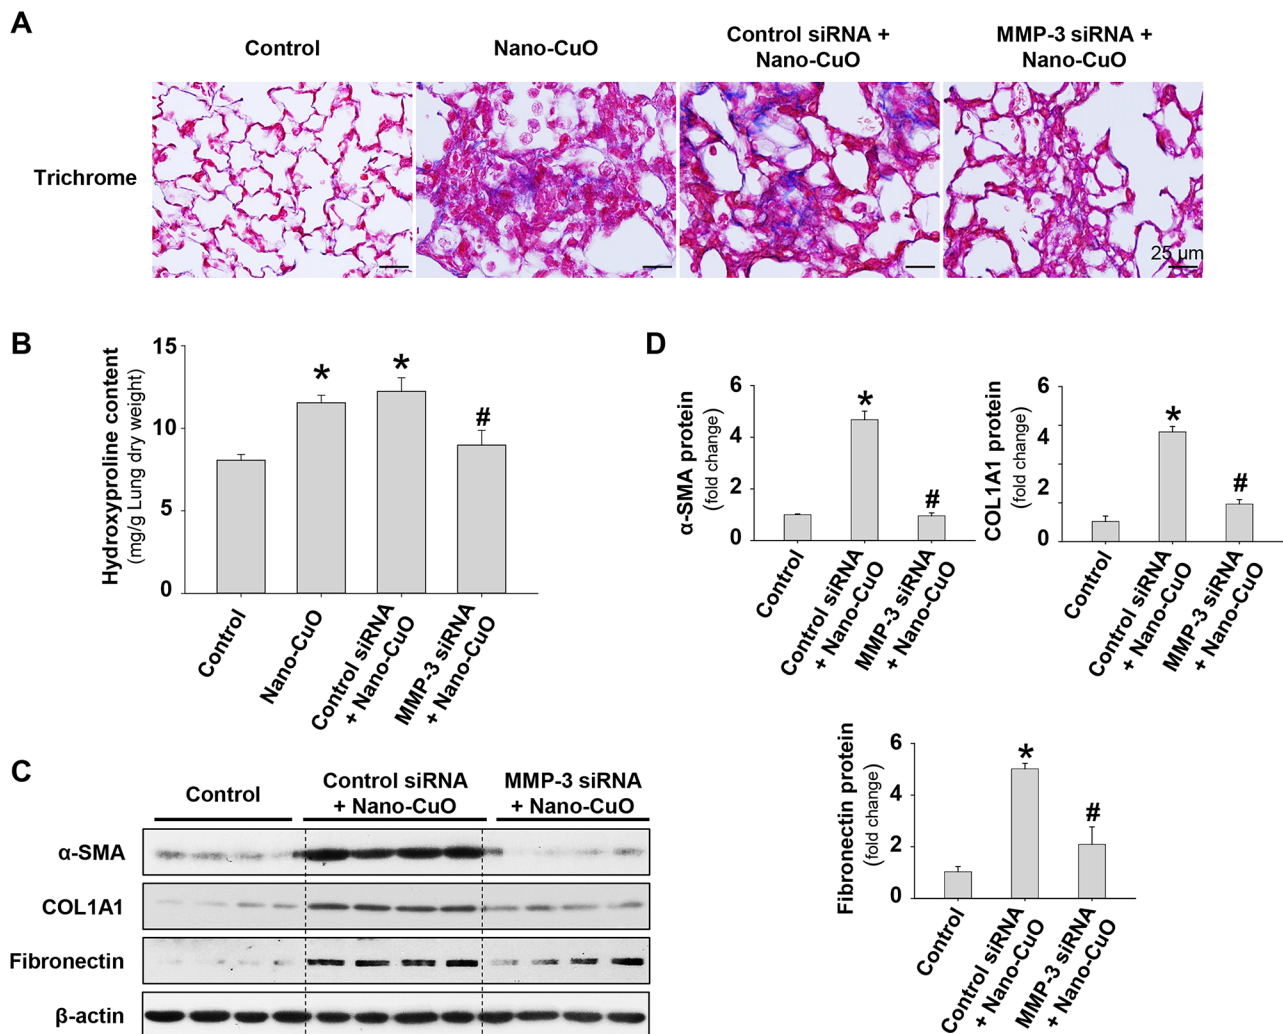 A
Control
Nano-CuO
Control siRNA +
Nano-CuO
MMP-3 siRNA +
Nano-CuO
Trichrome
25 µm
B
Hydroxyproline content
(mg/g Lung dry weight)
15
10
5
0
*
*
#
Control
Nano-CuO
Control siRNA
+ Nano-CuO
MMP-3 siRNA
+ Nano-CuO
C
Control
Control siRNA
+ Nano-CuO
MMP-3 siRNA
+ Nano-CuO
α-SMA
COL1A1
Fibronectin
β-actin
D
α-SMA protein
(fold change)
6
4
2
0
*
#
Control
Control siRNA
+ Nano-CuO
MMP-3 siRNA
+ Nano-CuO
COL1A1 protein
(fold change)
6
4
2
0
*
#
Control
Control siRNA
+ Nano-CuO
MMP-3 siRNA
+ Nano-CuO
Fibronectin protein
(fold change)
6
4
2
0
*
#
Control
Control siRNA
+ Nano-CuO
MMP-3 siRNA
+ Nano-CuO